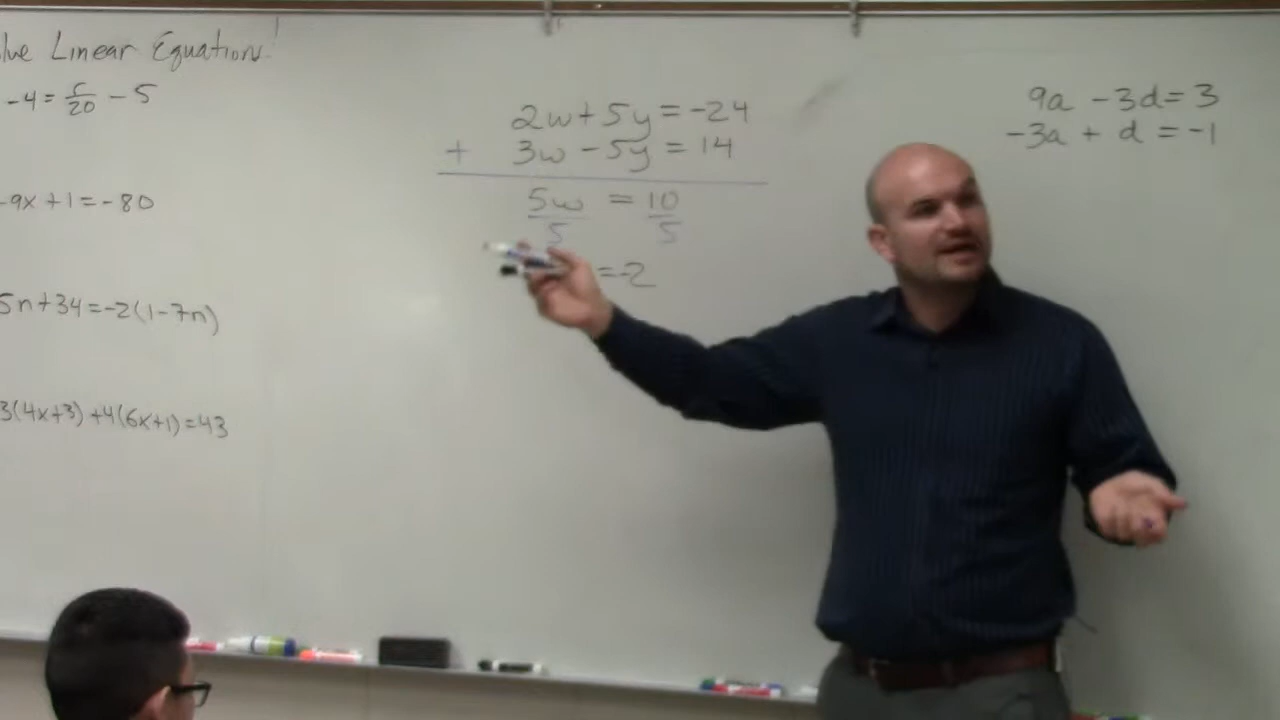 Linear Equations!
-4 = r/20 - 5
-9x + 1 = -80
5n + 34 = -2(1 - 7n)
3(4x+3) + 4(6x+1) = 43
2w + 5y = -24
+ 3w - 5y = 14
5w/5 = 10/5
= -2
9a - 3d = 3
-3a + d = -1